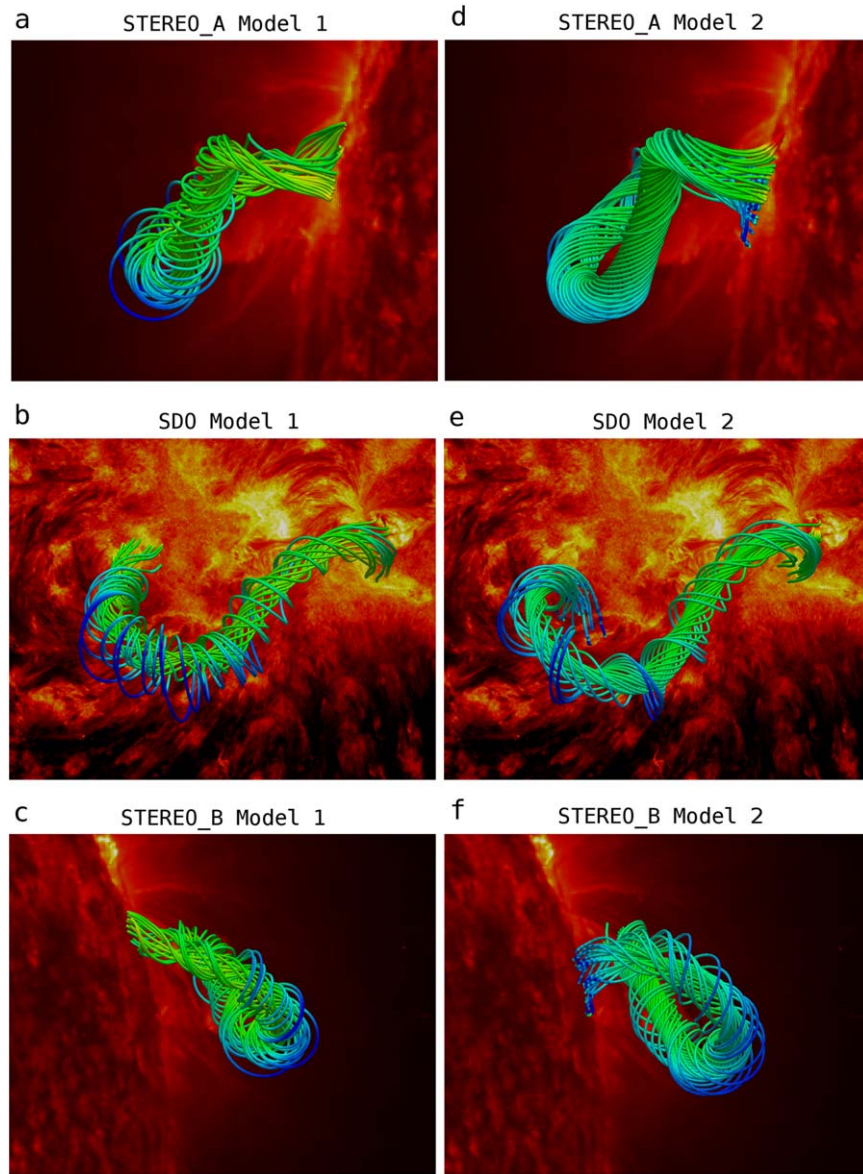 a
STEREO_A Model 1
d
STEREO_A Model 2
b
SDO Model 1
e
SDO Model 2
c
STEREO_B Model 1
f
STEREO_B Model 2